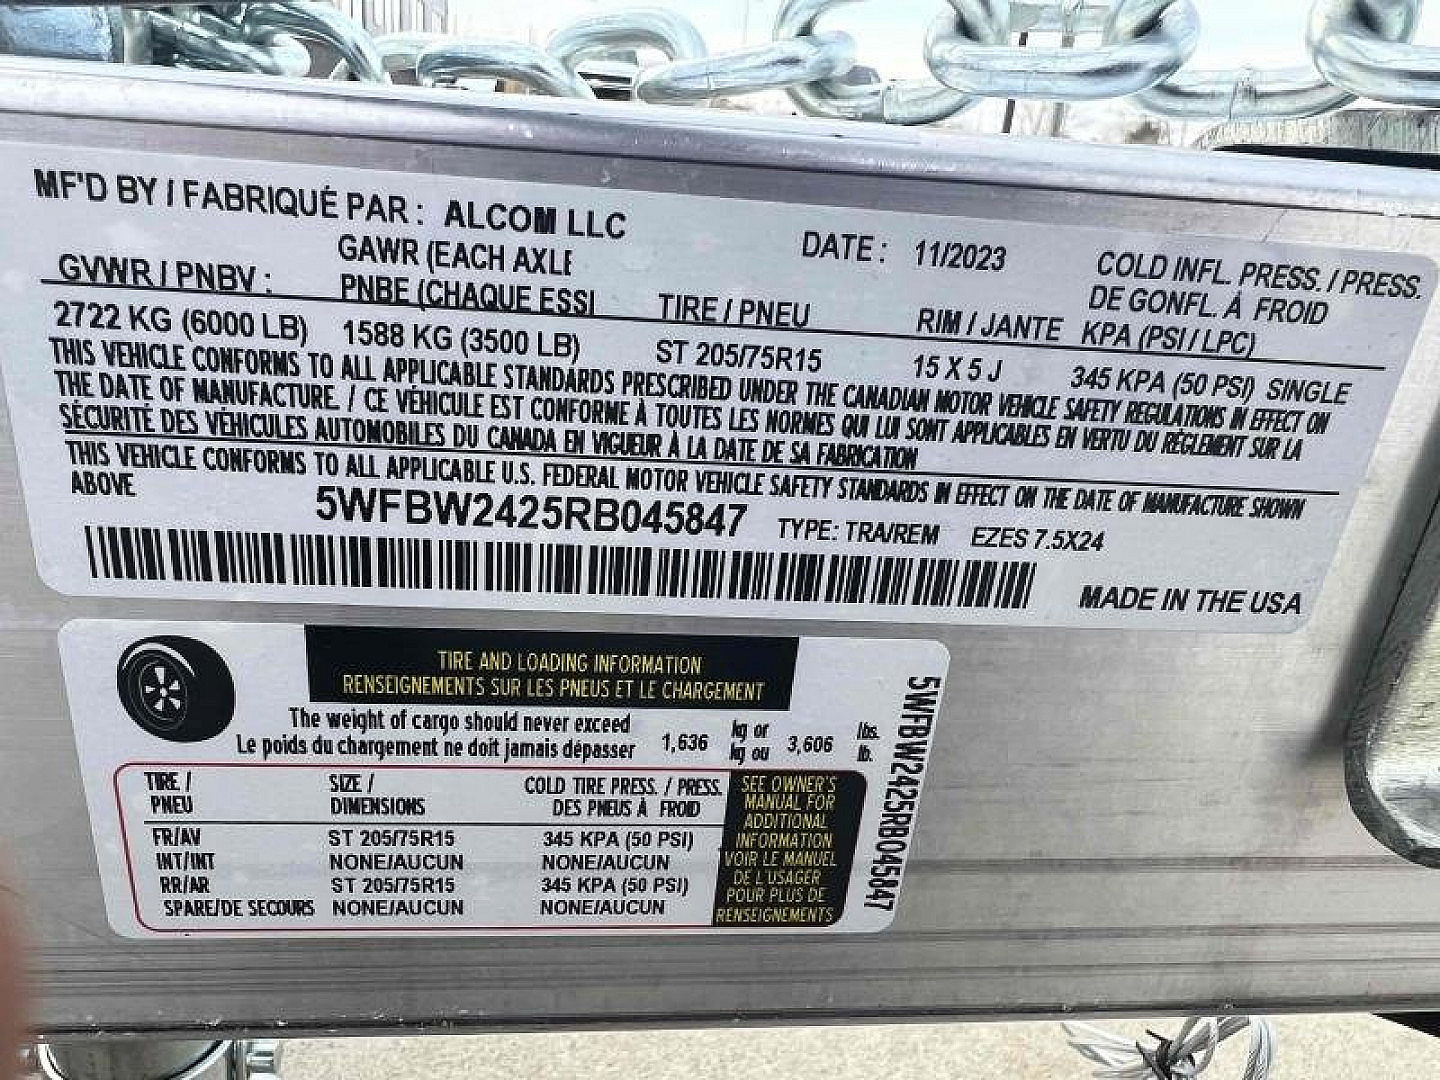 MF'D BY / FABRIQUÉ PAR : ALCOM LLC
DATE : 11/2023
GVWR / PNBV :
GAWR (EACH AXLE
PNBE (CHAQUE ESSI
TIRE / PNEU
RIM / JANTE
COLD INFL. PRESS. / PRESS.
DE GONFL. À FROID
KPA (PSI / LPC)
2722 KG (6000 LB) 1588 KG (3500 LB) ST 205/75R15 15 X 5 J 345 KPA (50 PSI) SINGLE
THIS VEHICLE CONFORMS TO ALL APPLICABLE STANDARDS PRESCRIBED UNDER THE CANADIAN MOTOR VEHICLE SAFETY REGULATIONS IN EFFECT ON
THE DATE OF MANUFACTURE. / CE VÉHICULE EST CONFORME À TOUTES LES NORMES QUI LUI SONT APPLICABLES EN VERTU DU RÉGLEMENT SUR LA
SÉCURITÉ DES VÉHICULES AUTOMOBILES DU CANADA EN VIGUEUR À LA DATE DE SA FABRICATION
THIS VEHICLE CONFORMS TO ALL APPLICABLE U.S. FEDERAL MOTOR VEHICLE SAFETY STANDARDS IN EFFECT ON THE DATE OF MANUFACTURE SHOWN
ABOVE
5WFBW2425RB045847 TYPE: TRA/REM EZES 7.5X24
MADE IN THE USA
TIRE AND LOADING INFORMATION
RENSEIGNEMENTS SUR LES PNEUS ET LE CHARGEMENT
The weight of cargo should never exceed
Le poids du chargement ne doit jamais dépasser
1,636 kg or
kg ou 3,606 lbs.
lb.
TIRE /
PNEU
SIZE /
DIMENSIONS
COLD TIRE PRESS. / PRESS.
DES PNEUS À FROID
FR/AV ST 205/75R15 345 KPA (50 PSI)
INT/INT NONE/AUCUN NONE/AUCUN
RR/AR ST 205/75R15 345 KPA (50 PSI)
SPARE/DE SECOURS NONE/AUCUN NONE/AUCUN
SEE OWNER'S
MANUAL FOR
ADDITIONAL
INFORMATION
VOIR LE MANUEL
DE L'USAGER
POUR PLUS DE
RENSEIGNEMENTS
5WFBW2425RB045847